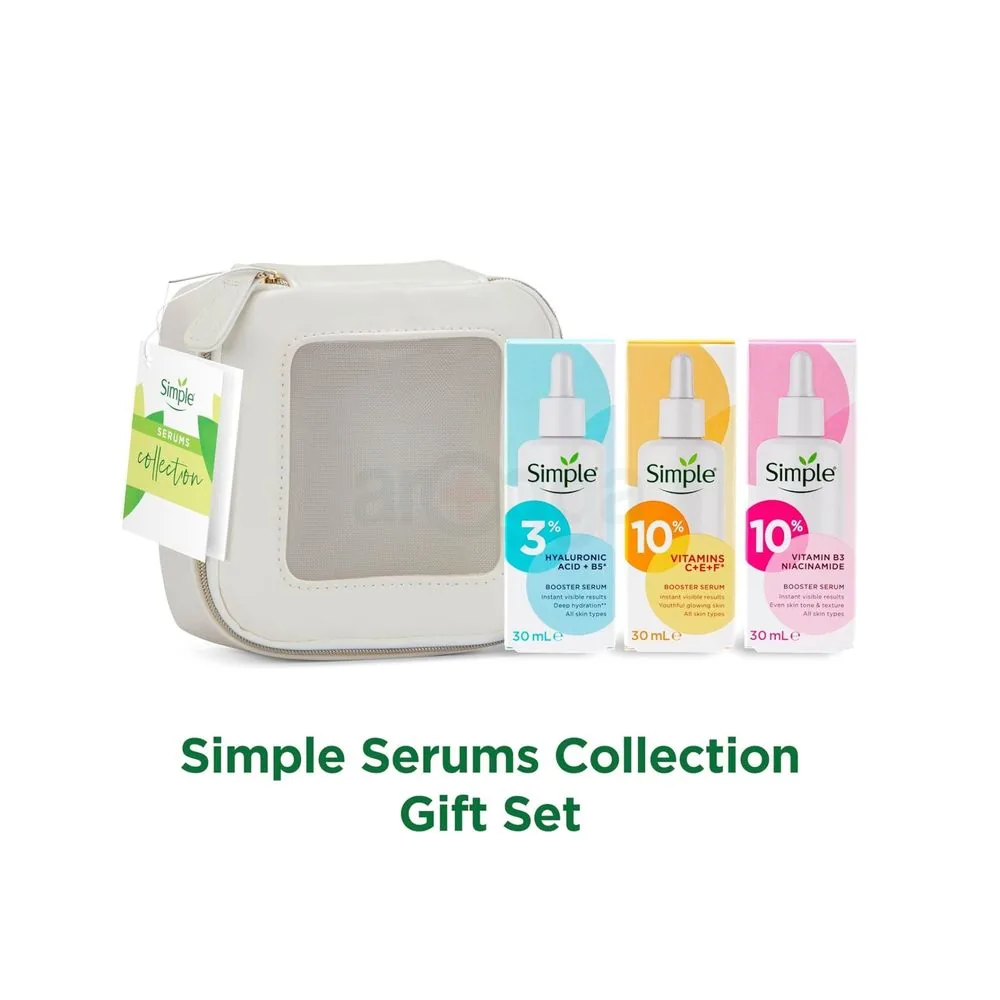 Simple
SERUMS
collection
Simple
3%
HYALURONIC
ACID + B5*
BOOSTER SERUM
Instant visible results
Deep hydration**
All skin types
30 mL e
Simple
10%
VITAMINS
C+E+F*
BOOSTER SERUM
Instant visible results
Youthful glowing skin
All skin types
30 mL e
Simple
10%
VITAMIN B3
NIACINAMIDE
BOOSTER SERUM
Instant visible results
Even skin tone & texture
All skin types
30 mL e
Simple Serums Collection
Gift Set